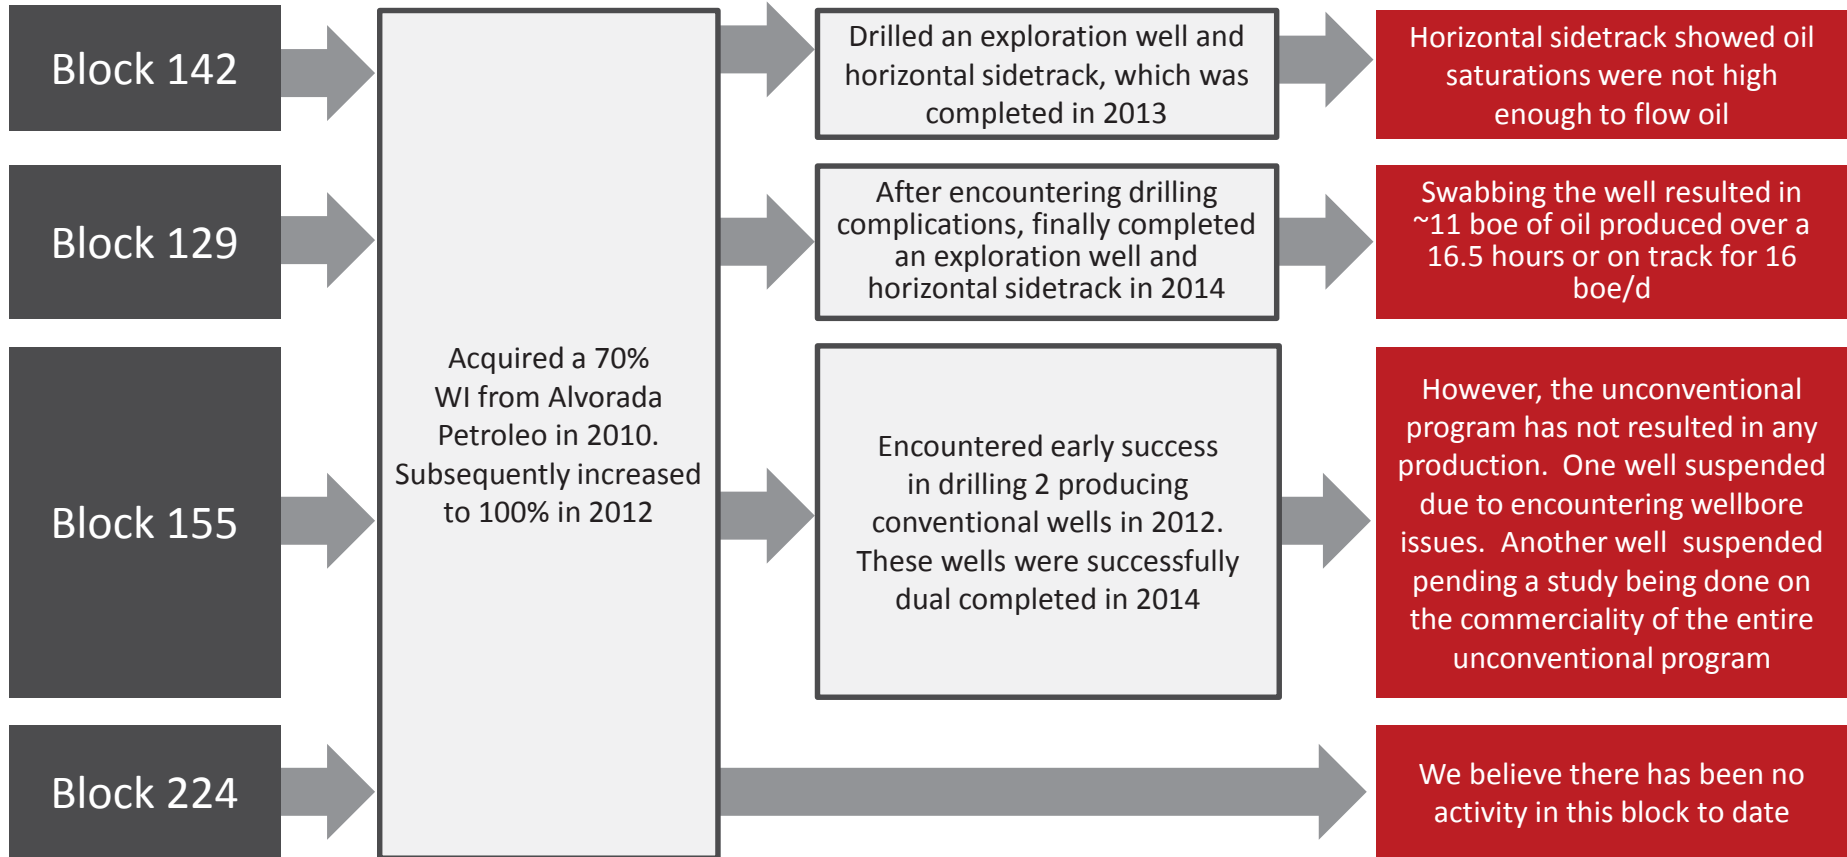 Block 142
Drilled an exploration well and
horizontal sidetrack, which was
completed in 2013
Horizontal sidetrack showed oil
saturations were not high
enough to flow oil
Block 129
After encountering drilling
complications, finally completed
an exploration well and
horizontal sidetrack in 2014
Swabbing the well resulted in
~11 boe of oil produced over a
16.5 hours or on track for 16
boe/d
Acquired a 70%
WI from Alvorada
Petroleo in 2010.
Subsequently increased
to 100% in 2012
Block 155
Encountered early success
in drilling 2 producing
conventional wells in 2012.
These wells were successfully
dual completed in 2014
However, the unconventional
program has not resulted in any
production.  One well suspended
due to encountering wellbore
issues.  Another well  suspended
pending a study being done on
the commerciality of the entire
unconventional program
Block 224
We believe there has been no
activity in this block to date